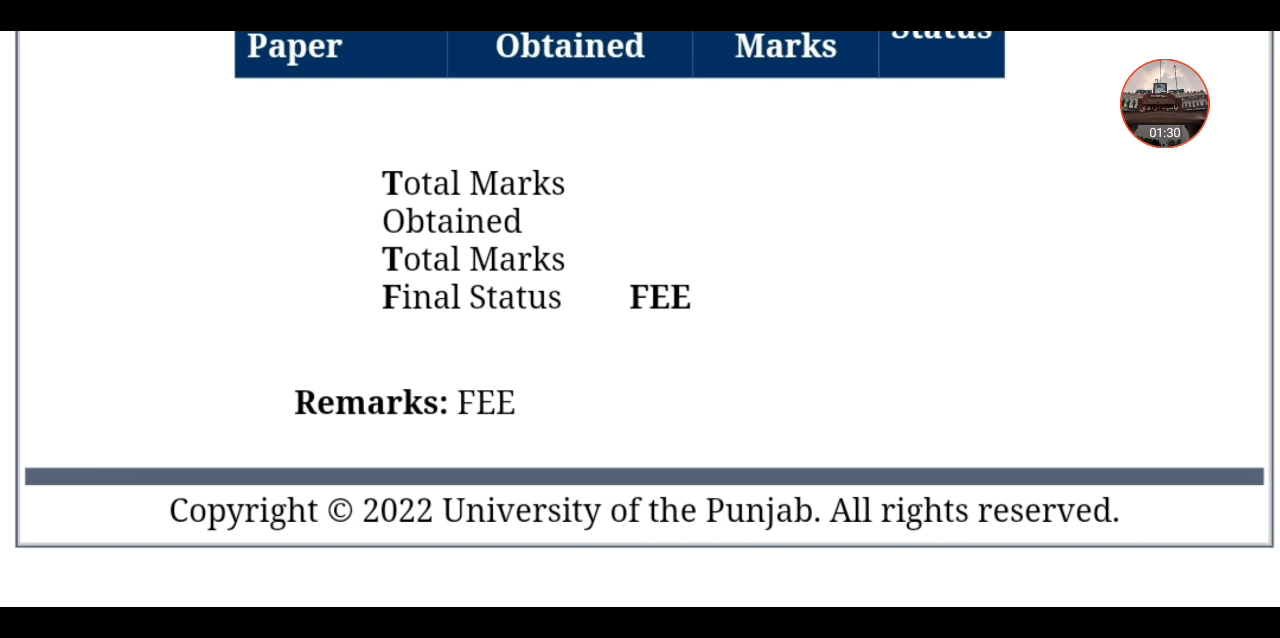 Status
Paper Obtained Marks
01:30
Total Marks
Obtained
Total Marks
Final Status FEE
Remarks: FEE
Copyright © 2022 University of the Punjab. All rights reserved.